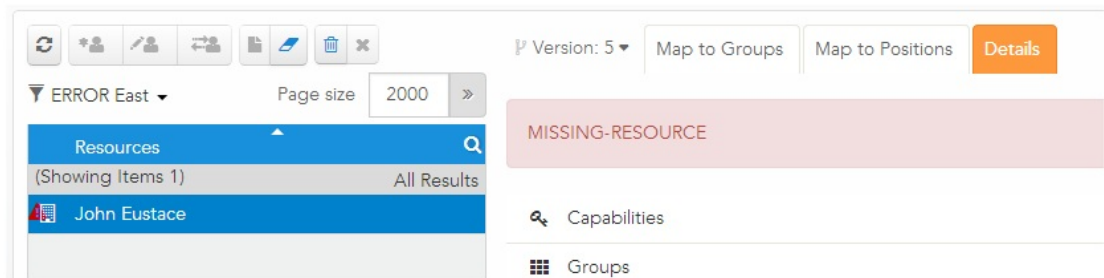 Version: 5
Map to Groups
Map to Positions
Details
ERROR East
Page size
2000
»
MISSING-RESOURCE
Resources
(Showing Items 1)
All Results
John Eustace
Capabilities
Groups